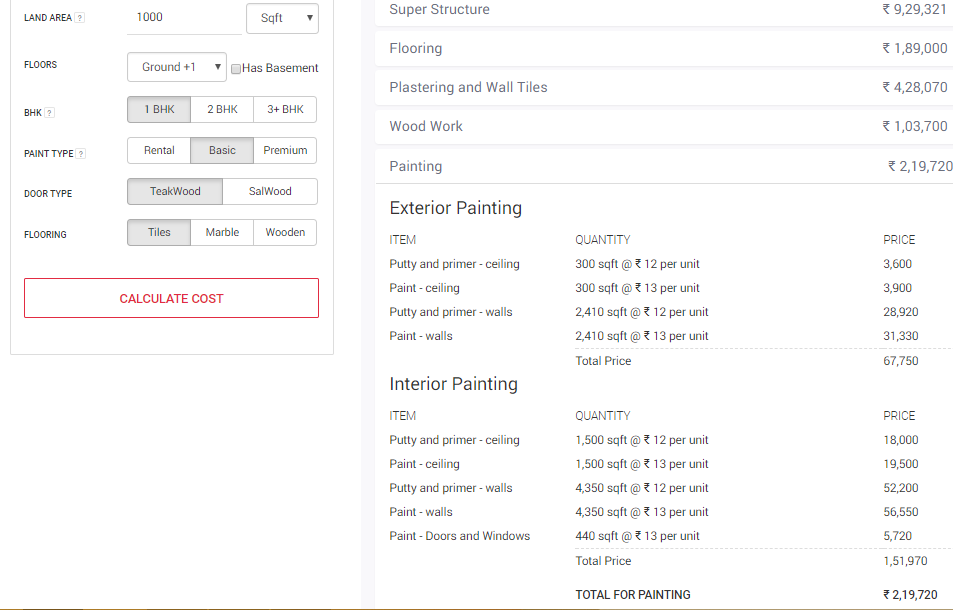 LAND AREA ?
1000
Sqft ▼
FLOORS
Ground +1 ▼
Has Basement
BHK ?
1 BHK
2 BHK
3+ BHK
PAINT TYPE ?
Rental
Basic
Premium
DOOR TYPE
TeakWood
SalWood
FLOORING
Tiles
Marble
Wooden
CALCULATE COST
Super Structure ₹ 9,29,321
Flooring ₹ 1,89,000
Plastering and Wall Tiles ₹ 4,28,070
Wood Work ₹ 1,03,700
Painting ₹ 2,19,720
Exterior Painting
ITEM QUANTITY PRICE
Putty and primer - ceiling 300 sqft @ ₹ 12 per unit 3,600
Paint - ceiling 300 sqft @ ₹ 13 per unit 3,900
Putty and primer - walls 2,410 sqft @ ₹ 12 per unit 28,920
Paint - walls 2,410 sqft @ ₹ 13 per unit 31,330
Total Price 67,750
Interior Painting
ITEM QUANTITY PRICE
Putty and primer - ceiling 1,500 sqft @ ₹ 12 per unit 18,000
Paint - ceiling 1,500 sqft @ ₹ 13 per unit 19,500
Putty and primer - walls 4,350 sqft @ ₹ 12 per unit 52,200
Paint - walls 4,350 sqft @ ₹ 13 per unit 56,550
Paint - Doors and Windows 440 sqft @ ₹ 13 per unit 5,720
Total Price 1,51,970
TOTAL FOR PAINTING ₹ 2,19,720